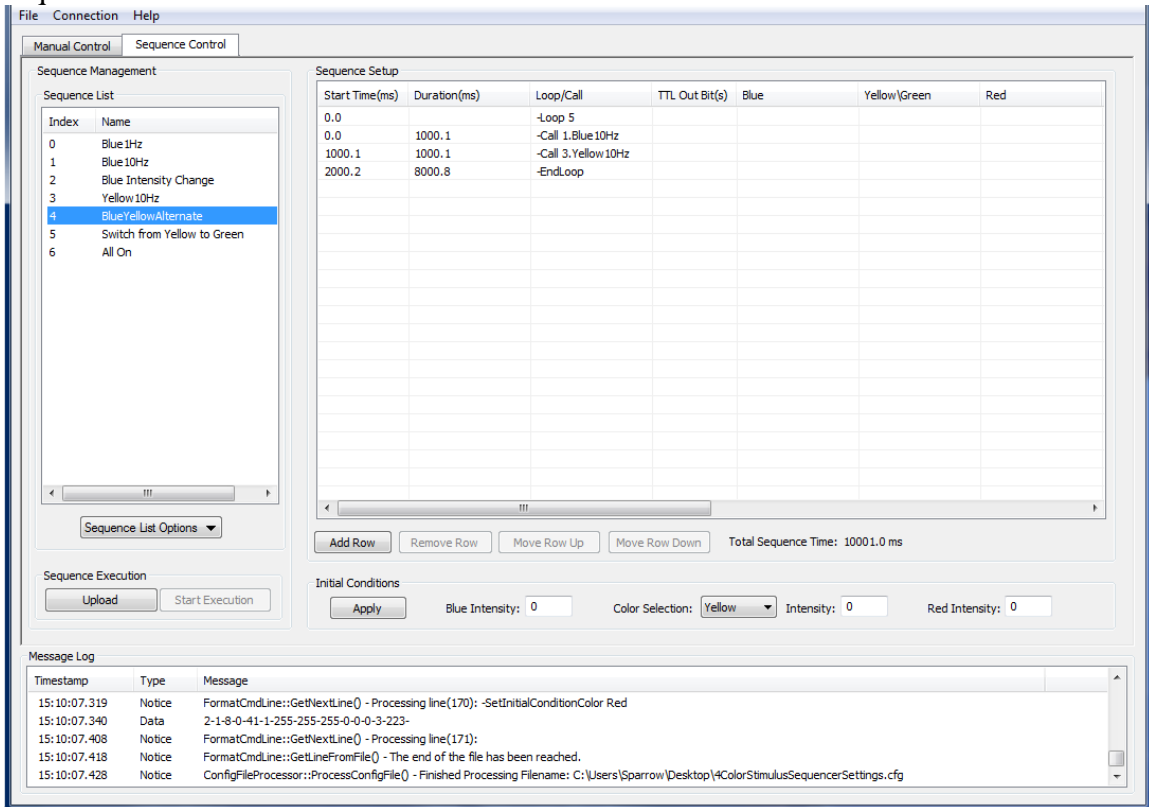 File Connection Help
Manual Control Sequence Control
Sequence Management
Sequence List
Index Name
0 Blue1Hz
1 Blue10Hz
2 Blue Intensity Change
3 Yellow10Hz
4 BlueYellowAlternate
5 Switch from Yellow to Green
6 All On
Sequence List Options
Sequence Execution
Upload Start Execution
Sequence Setup
Start Time(ms) Duration(ms) Loop/Call TTL Out Bit(s) Blue Yellow\Green Red
0.0 -Loop 5
0.0 1000.1 -Call 1.Blue10Hz
1000.1 1000.1 -Call 3.Yellow10Hz
2000.2 8000.8 -EndLoop
Add Row Remove Row Move Row Up Move Row Down Total Sequence Time: 10001.0 ms
Initial Conditions
Apply Blue Intensity: 0 Color Selection: Yellow Intensity: 0 Red Intensity: 0
Message Log
Timestamp Type Message
15:10:07.319 Notice FormatCmdLine::GetNextLine() - Processing line(170): -SetInitialConditionColor Red
15:10:07.340 Data 2-1-8-0-41-1-255-255-255-0-0-0-3-223-
15:10:07.408 Notice FormatCmdLine::GetNextLine() - Processing line(171):
15:10:07.418 Notice FormatCmdLine::GetLineFromFile() - The end of the file has been reached.
15:10:07.428 Notice ConfigFileProcessor::ProcessConfigFile() - Finished Processing Filename: C:\Users\Sparrow\Desktop\4ColorStimulusSequencerSettings.cfg